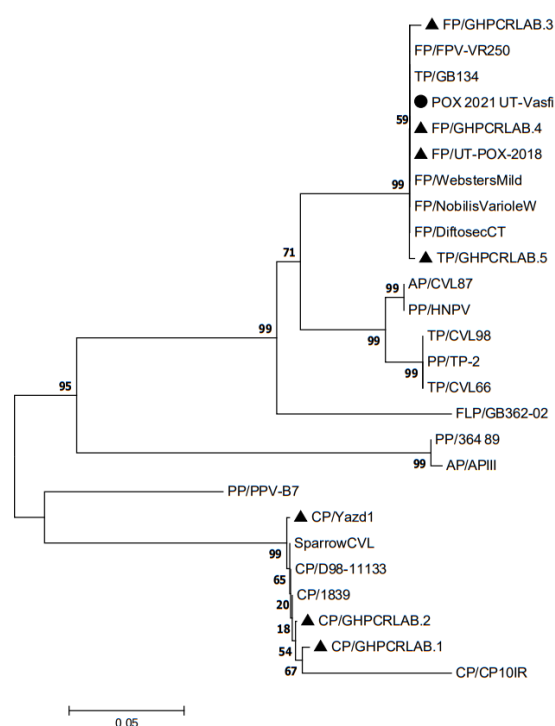 FP/GHPCRLAB.3
FP/FPV-VR250
TP/GB134
POX 2021 UT-Vasfi
59
FP/GHPCRLAB.4
FP/UT-POX-2018
99
FP/WebstersMild
FP/NobilisVarioleW
FP/DiftosecCT
71
TP/GHPCRLAB.5
99
AP/CVL87
PP/HNPV
99
99
TP/CVL98
PP/TP-2
99
TP/CVL66
95
FLP/GB362-02
PP/364 89
99
AP/APIII
PP/PPV-B7
CP/Yazd1
99
SparrowCVL
65
CP/D98-11133
20
CP/1839
18
CP/GHPCRLAB.2
54
CP/GHPCRLAB.1
67
CP/CP10IR
0.05